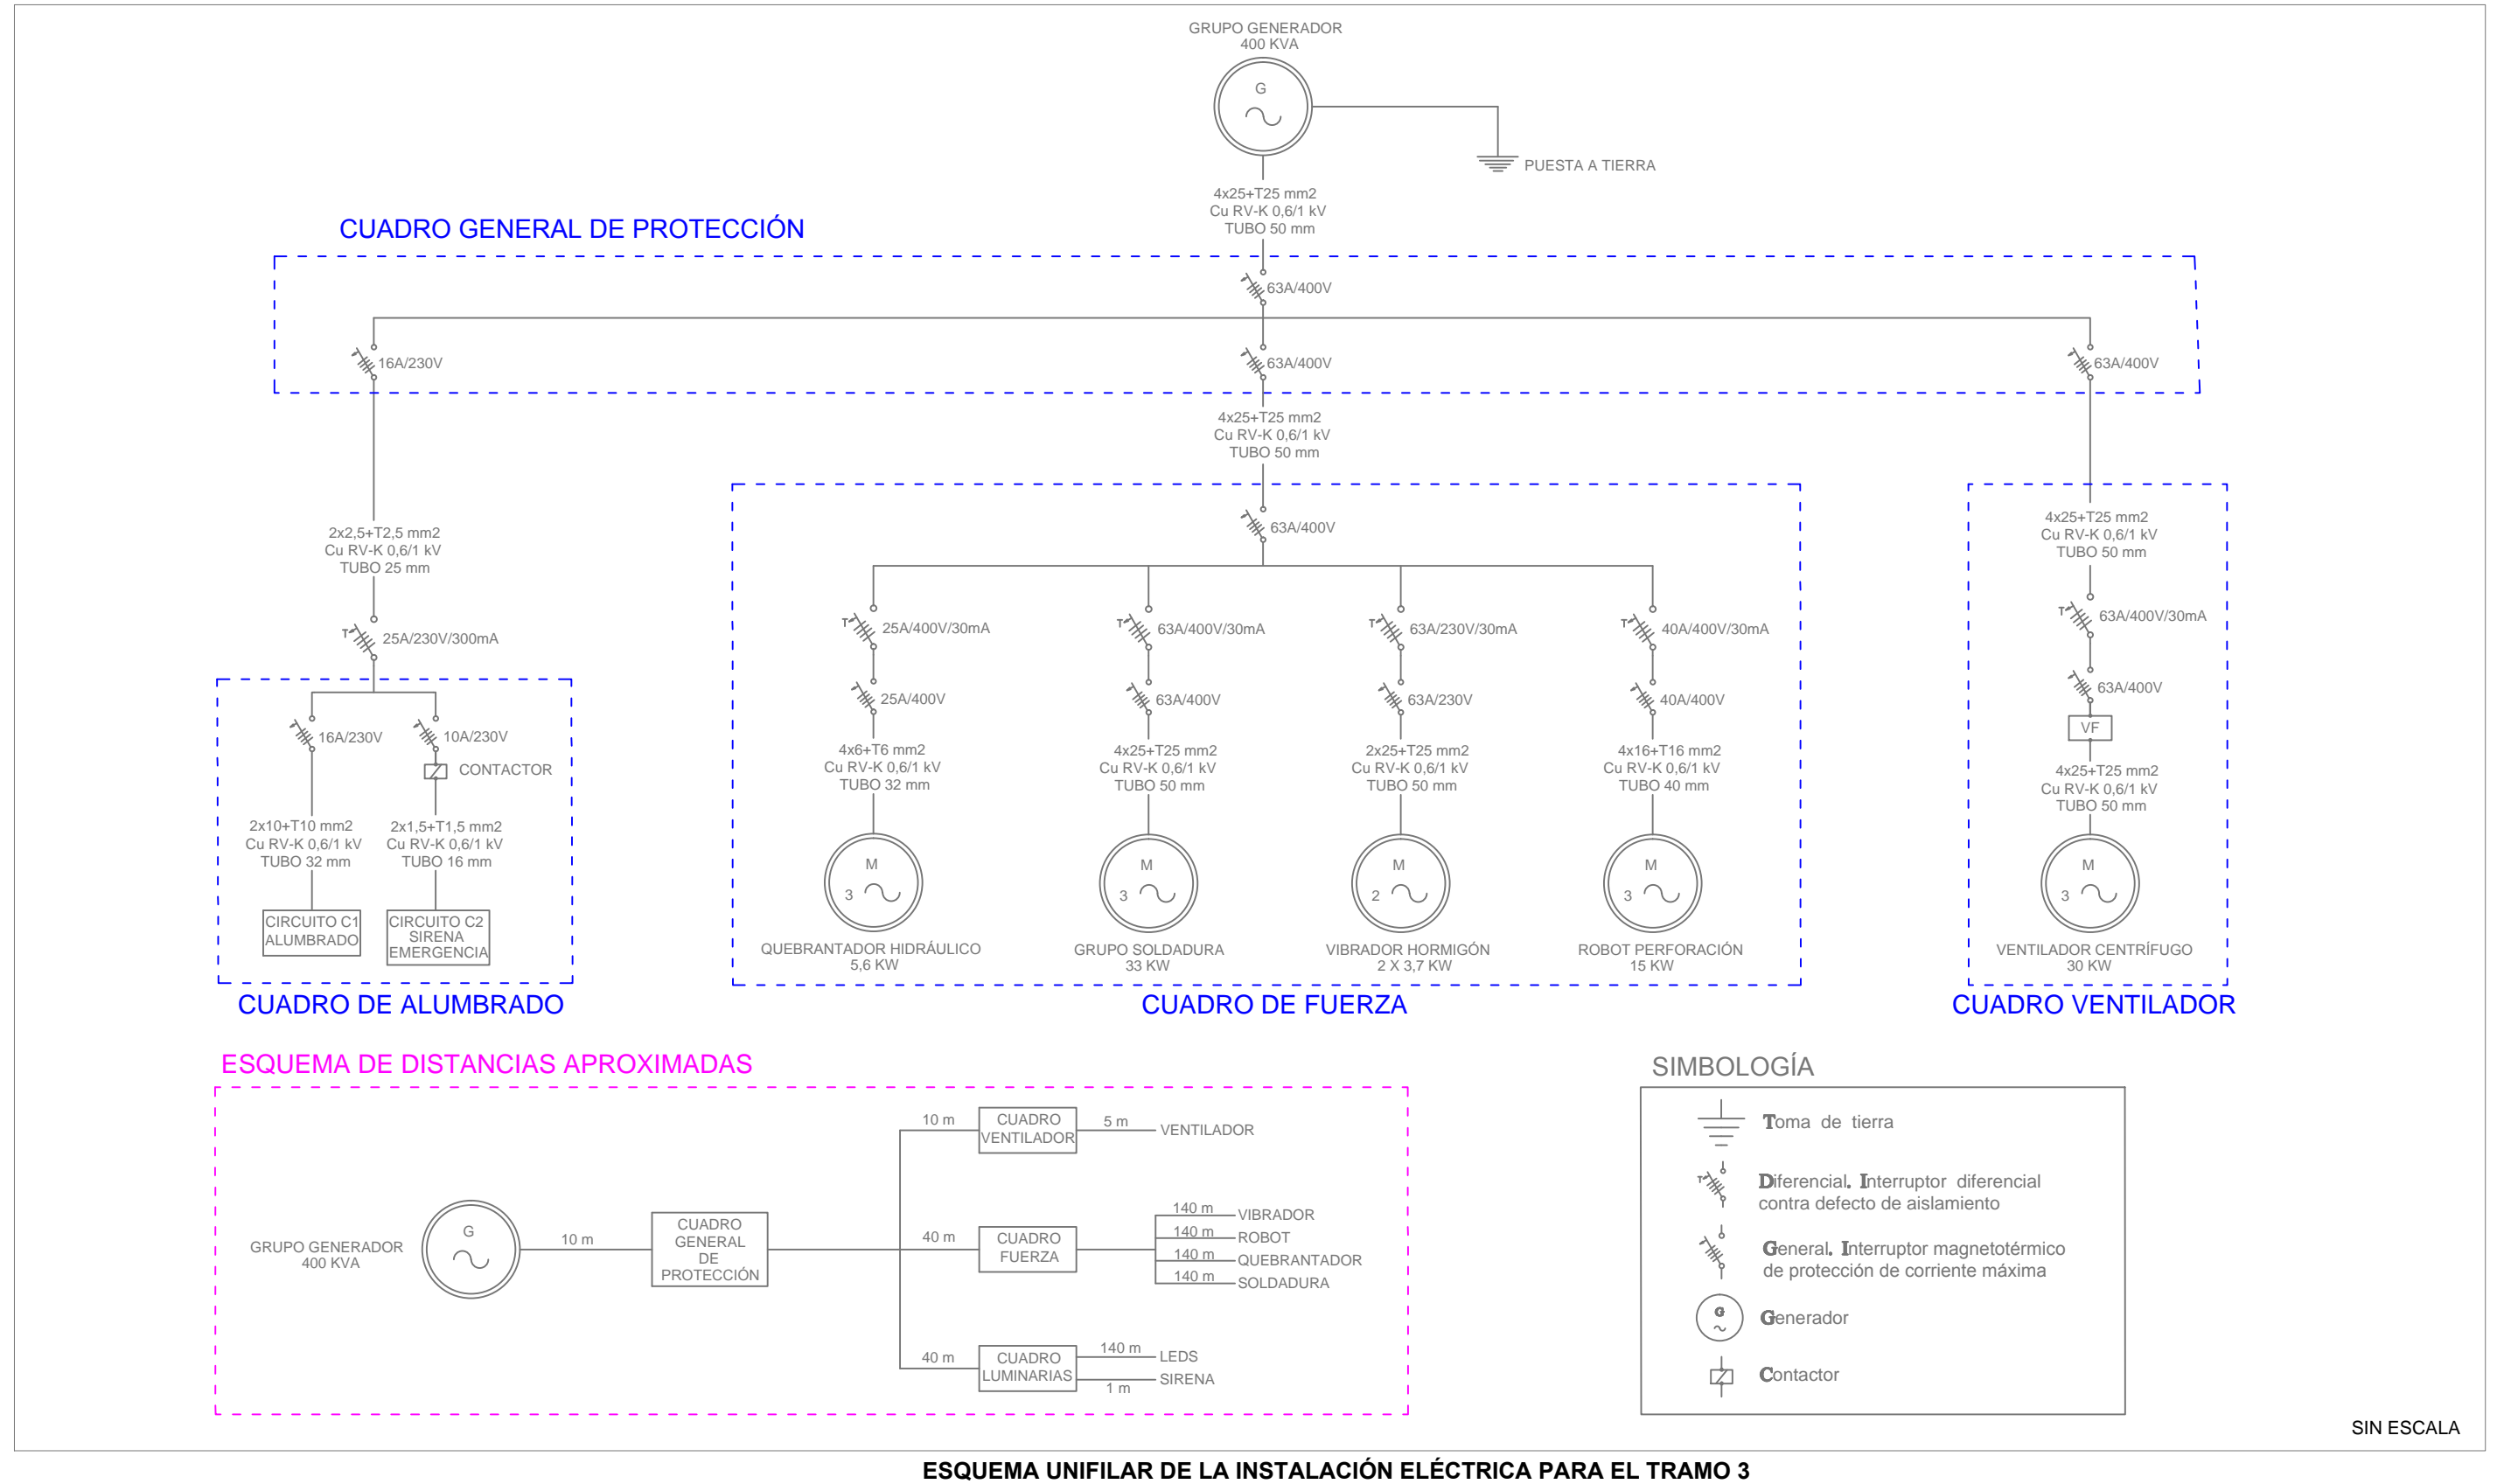 GRUPO GENERADOR
400 KVA
G
PUESTA A TIERRA
4x25+T25 mm2
Cu RV-K 0,6/1 kV
TUBO 50 mm
CUADRO GENERAL DE PROTECCIÓN
63A/400V
16A/230V
63A/400V
63A/400V
4x25+T25 mm2
Cu RV-K 0,6/1 kV
TUBO 50 mm
2x2,5+T2,5 mm2
Cu RV-K 0,6/1 kV
TUBO 25 mm
T
25A/230V/300mA
16A/230V
10A/230V
CONTACTOR
2x10+T10 mm2
Cu RV-K 0,6/1 kV
TUBO 32 mm
2x1,5+T1,5 mm2
Cu RV-K 0,6/1 kV
TUBO 16 mm
CIRCUITO C1
ALUMBRADO
CIRCUITO C2
SIRENA
EMERGENCIA
CUADRO DE ALUMBRADO
63A/400V
T
25A/400V/30mA
T
63A/400V/30mA
T
63A/230V/30mA
T
40A/400V/30mA
25A/400V
63A/400V
63A/230V
40A/400V
4x6+T6 mm2
Cu RV-K 0,6/1 kV
TUBO 32 mm
4x25+T25 mm2
Cu RV-K 0,6/1 kV
TUBO 50 mm
2x25+T25 mm2
Cu RV-K 0,6/1 kV
TUBO 50 mm
4x16+T16 mm2
Cu RV-K 0,6/1 kV
TUBO 40 mm
M
3
M
3
M
2
M
3
QUEBRANTADOR HIDRÁULICO
5,6 KW
GRUPO SOLDADURA
33 KW
VIBRADOR HORMIGÓN
2 X 3,7 KW
ROBOT PERFORACIÓN
15 KW
CUADRO DE FUERZA
4x25+T25 mm2
Cu RV-K 0,6/1 kV
TUBO 50 mm
T
63A/400V/30mA
63A/400V
VF
4x25+T25 mm2
Cu RV-K 0,6/1 kV
TUBO 50 mm
M
3
VENTILADOR CENTRÍFUGO
30 KW
CUADRO VENTILADOR
ESQUEMA DE DISTANCIAS APROXIMADAS
GRUPO GENERADOR
400 KVA
G
10 m
CUADRO
GENERAL
DE
PROTECCIÓN
10 m
CUADRO
VENTILADOR
5 m
VENTILADOR
40 m
CUADRO
FUERZA
140 m
VIBRADOR
140 m
ROBOT
140 m
QUEBRANTADOR
140 m
SOLDADURA
40 m
CUADRO
LUMINARIAS
140 m
LEDS
1 m
SIRENA
SIMBOLOGÍA
Toma de tierra
T
Diferencial. Interruptor diferencial
contra defecto de aislamiento
General. Interruptor magnetotérmico
de protección de corriente máxima
G
Generador
Contactor
SIN ESCALA
ESQUEMA UNIFILAR DE LA INSTALACIÓN ELÉCTRICA PARA EL TRAMO 3